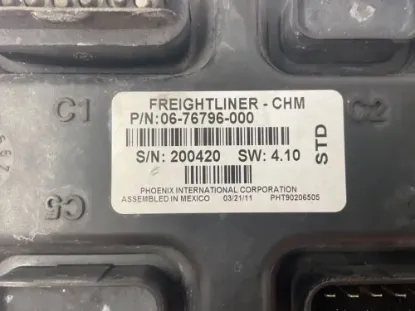 FREIGHTLINER - CHM
C1
P/N:06-76796-000
C2
S/N: 200420 SW: 4.10
STD
PHOENIX INTERNATIONAL CORPORATION
ASSEMBLED IN MEXICO 03/21/11 PHT90206505
C5